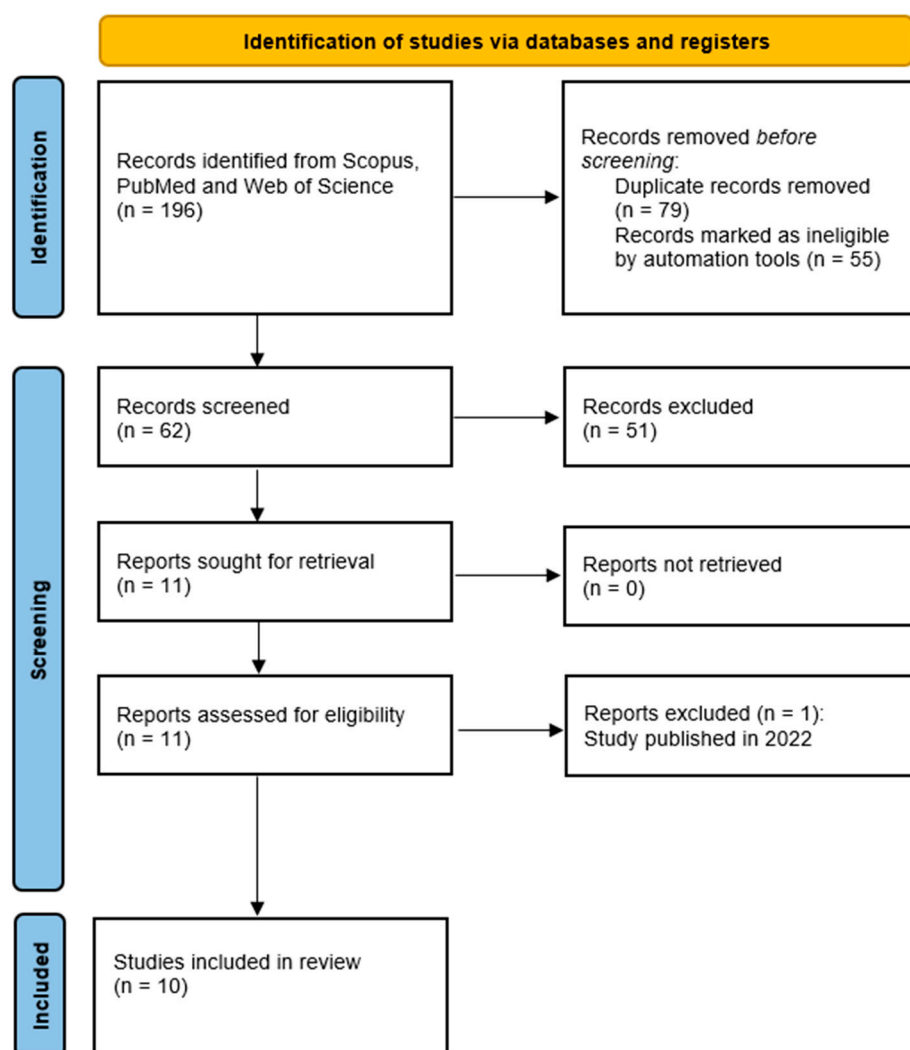 Identification of studies via databases and registers
Identification
Records identified from Scopus,
PubMed and Web of Science
(n = 196)
Records removed before
screening:
Duplicate records removed
(n = 79)
Records marked as ineligible
by automation tools (n = 55)
Screening
Records screened
(n = 62)
Records excluded
(n = 51)
Reports sought for retrieval
(n = 11)
Reports not retrieved
(n = 0)
Reports assessed for eligibility
(n = 11)
Reports excluded (n = 1):
Study published in 2022
Included
Studies included in review
(n = 10)